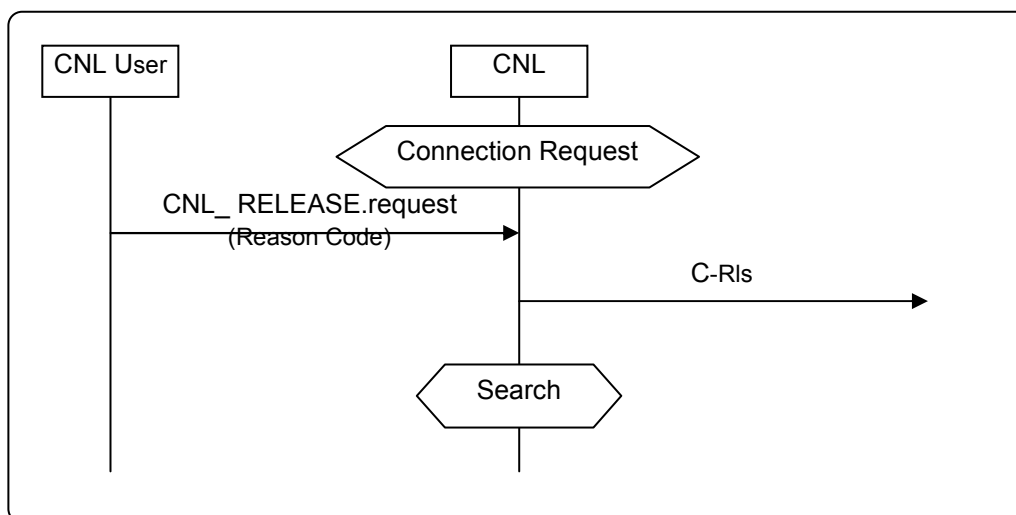 CNL User
CNL
Connection Request
CNL_ RELEASE.request
(Reason Code)
C-Rls
Search